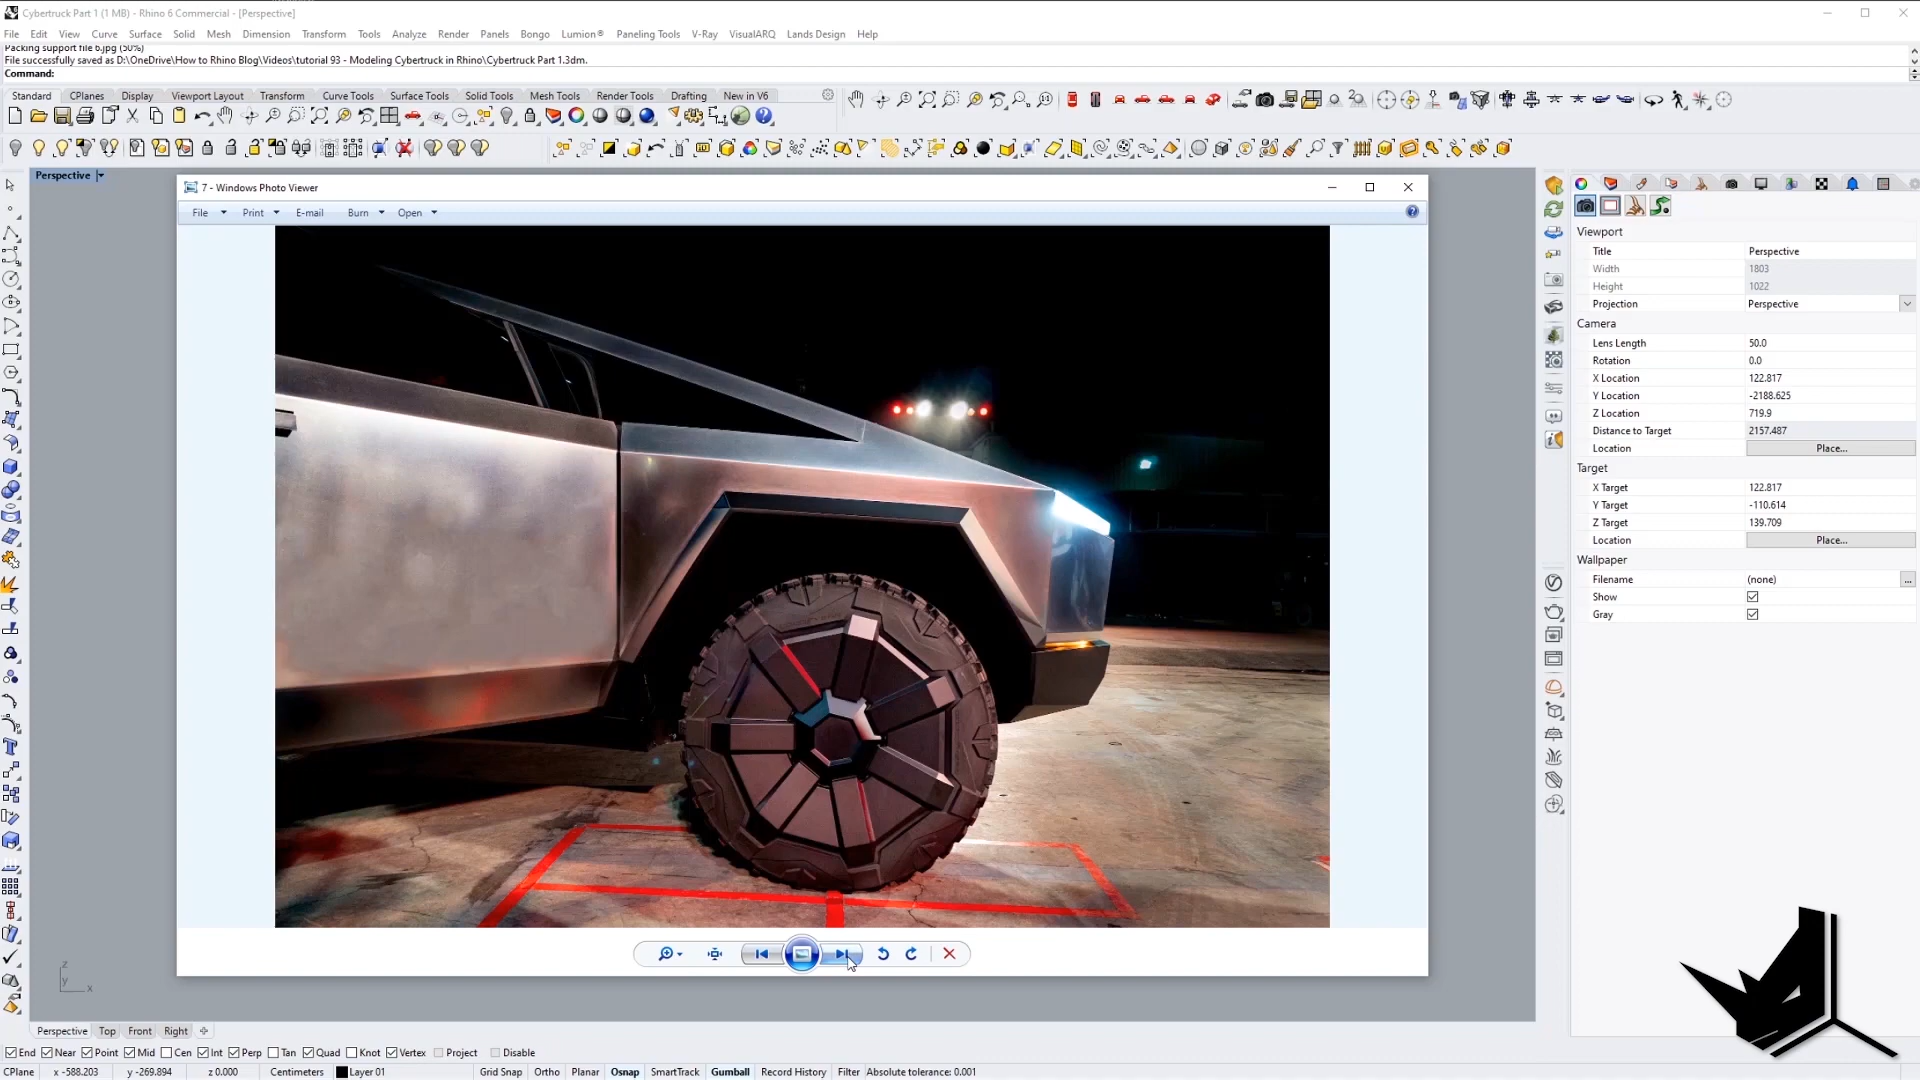 Cybertruck Part 1 (1 MB) - Rhino 6 Commercial - [Perspective]
File Edit View Curve Surface Solid Mesh Dimension Transform Tools Analyze Render Panels Bongo Lumion® Paneling Tools V-Ray VisualARQ Lands Design Help
Packing support file 6.jpg (50%)
File successfully saved as D:\OneDrive\How to Rhino Blog\Videos\tutorial 93 - Modeling Cybertruck in Rhino\Cybertruck Part 1.3dm.
Command:
Standard CPlanes Display Viewport Layout Transform Curve Tools Surface Tools Solid Tools Mesh Tools Render Tools Drafting New in V6
Perspective
7 - Windows Photo Viewer
File Print E-mail Burn Open
Viewport
Title Perspective
Width 1803
Height 1022
Projection Perspective
Camera
Lens Length 50.0
Rotation 0.0
X Location 122.817
Y Location -2188.625
Z Location 719.9
Distance to Target 2157.487
Location Place...
Target
X Target 122.817
Y Target -110.614
Z Target 139.709
Location Place...
Wallpaper
Filename (none) ...
Show
Gray
z
y
x
Perspective Top Front Right
End Near Point Mid Cen Int Perp Tan Quad Knot Vertex Project Disable
CPlane x -588.203 y -269.894 z 0.000 Centimeters Layer 01 Grid Snap Ortho Planar Osnap SmartTrack Gumball Record History Filter Absolute tolerance: 0.001